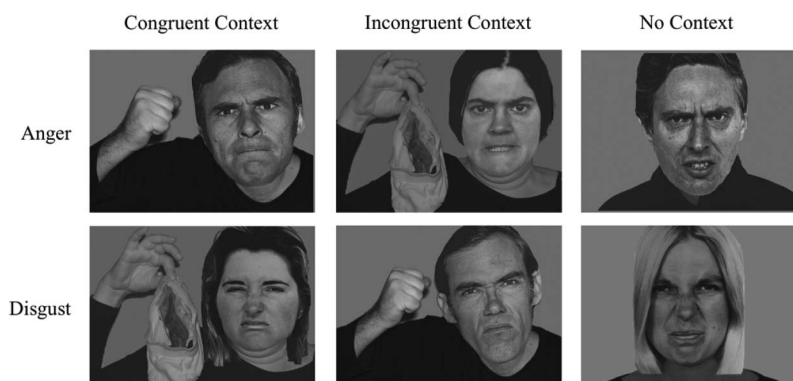 Congruent Context
Incongruent Context
No Context
Anger
Disgust